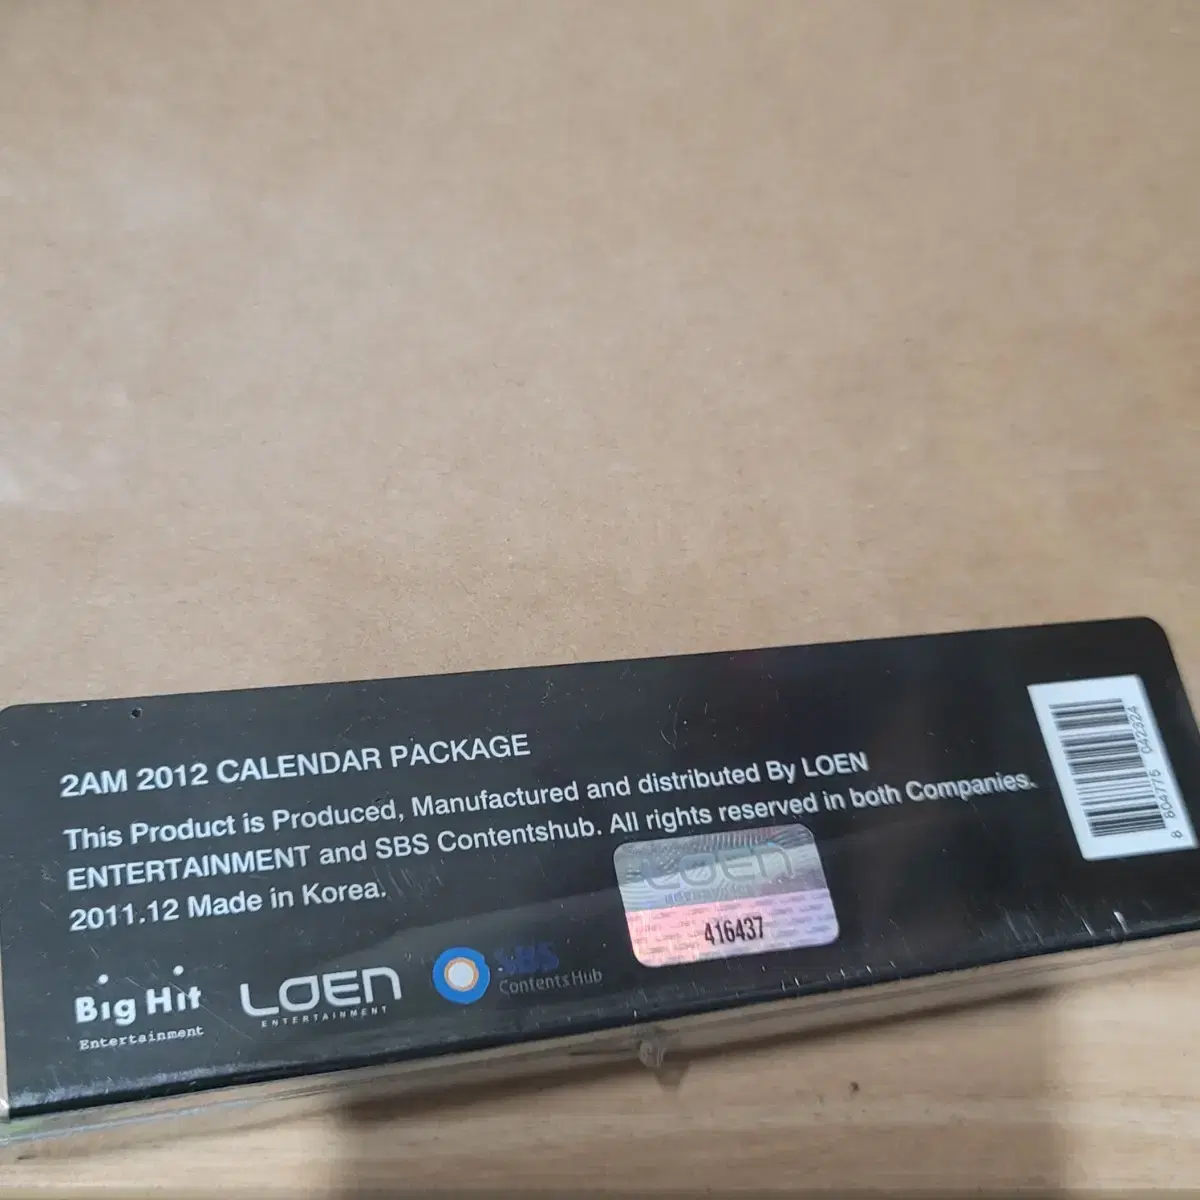 2AM 2012 CALENDAR PACKAGE
This Product is Produced, Manufactured and distributed By LOEN
ENTERTAINMENT and SBS Contentshub. All rights reserved in both Companies.
2011.12 Made in Korea.
Big Hit
Entertainment
LOEN
ENTERTAINMENT
SBS
ContentsHub
LOEN
416437
8 804775 042324